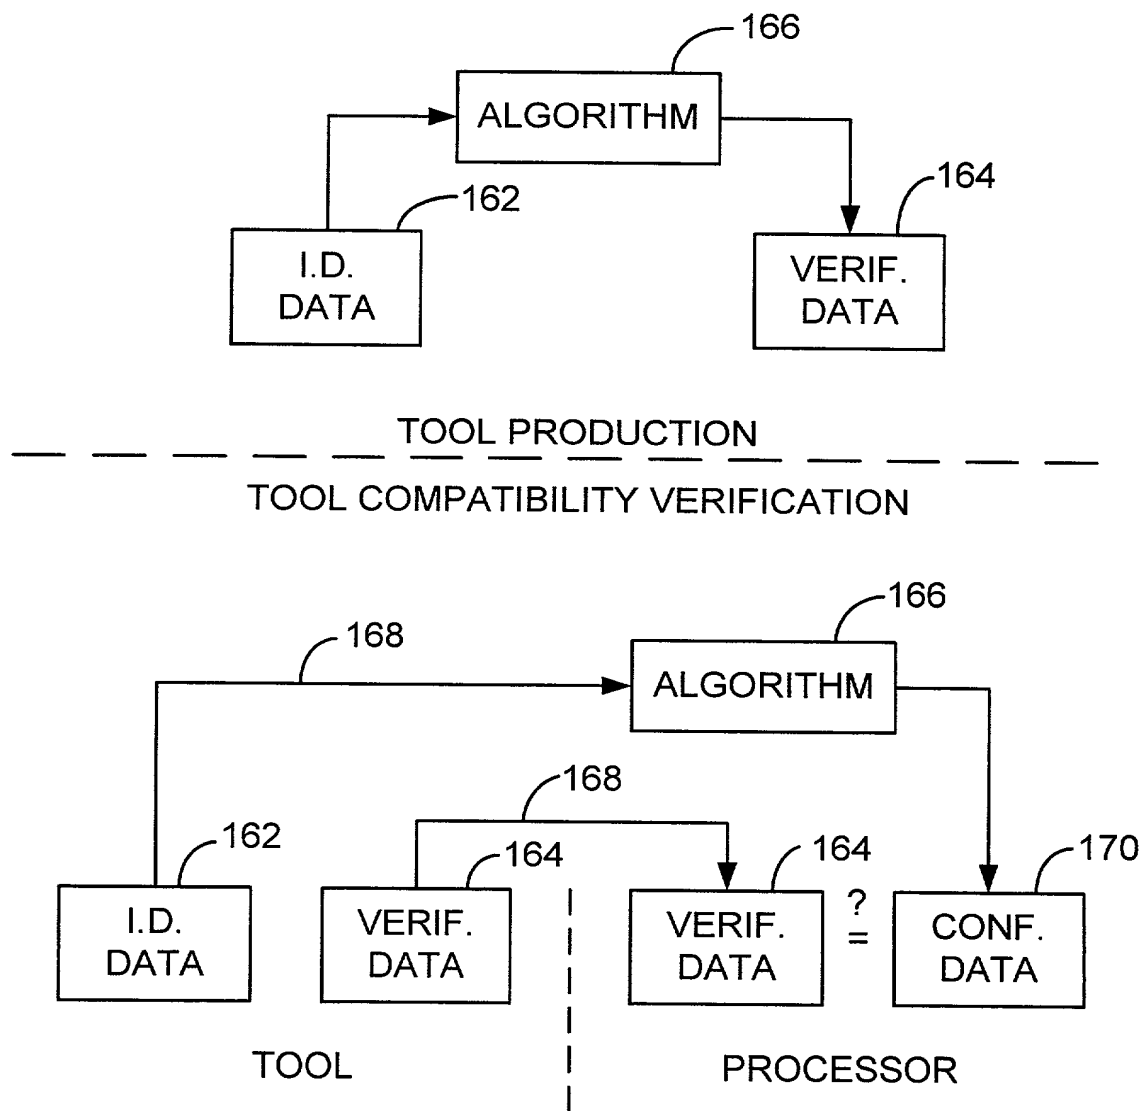 166
ALGORITHM
162
164
I.D.
DATA
VERIF.
DATA
TOOL PRODUCTION
TOOL COMPATIBILITY VERIFICATION
166
168
ALGORITHM
168
162
164
164
170
I.D.
DATA
VERIF.
DATA
VERIF.
DATA
?
=
CONF.
DATA
TOOL
PROCESSOR